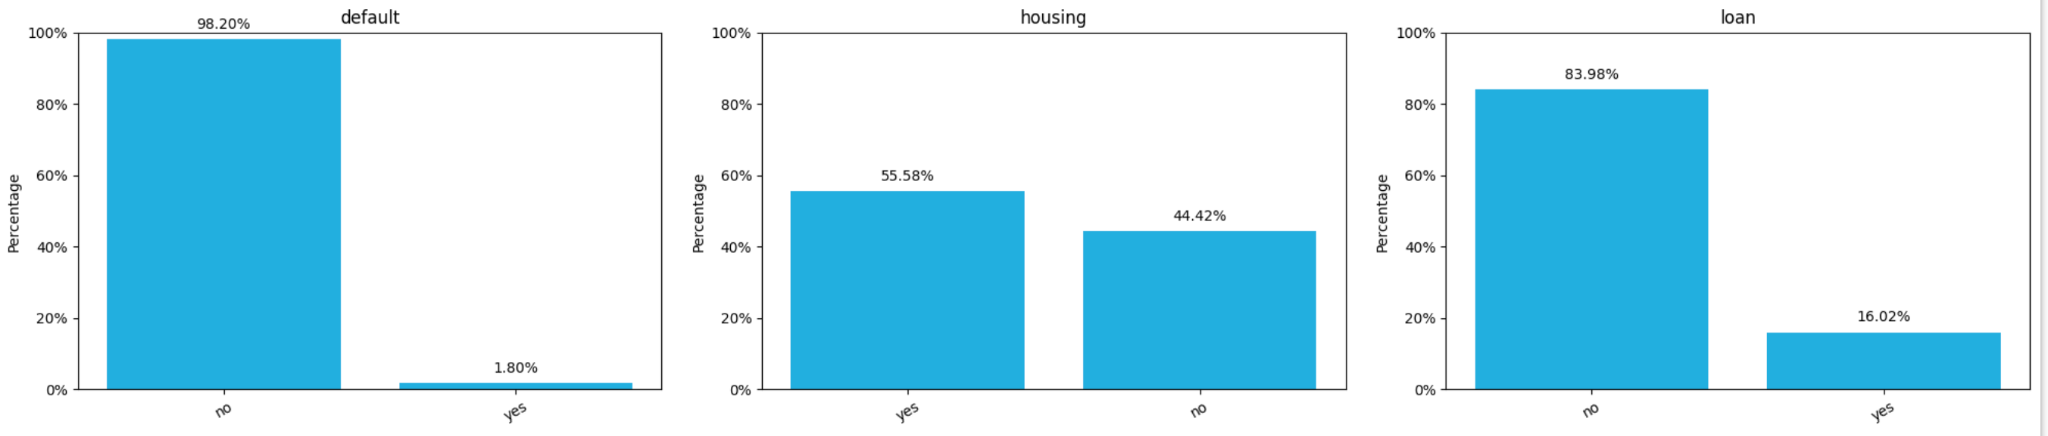 default
98.20%
100%
80%
60%
40%
20%
0%
Percentage
1.80%
no
yes
housing
100%
80%
60%
40%
20%
0%
Percentage
55.58%
44.42%
yes
no
loan
100%
80%
60%
40%
20%
0%
Percentage
83.98%
16.02%
no
yes